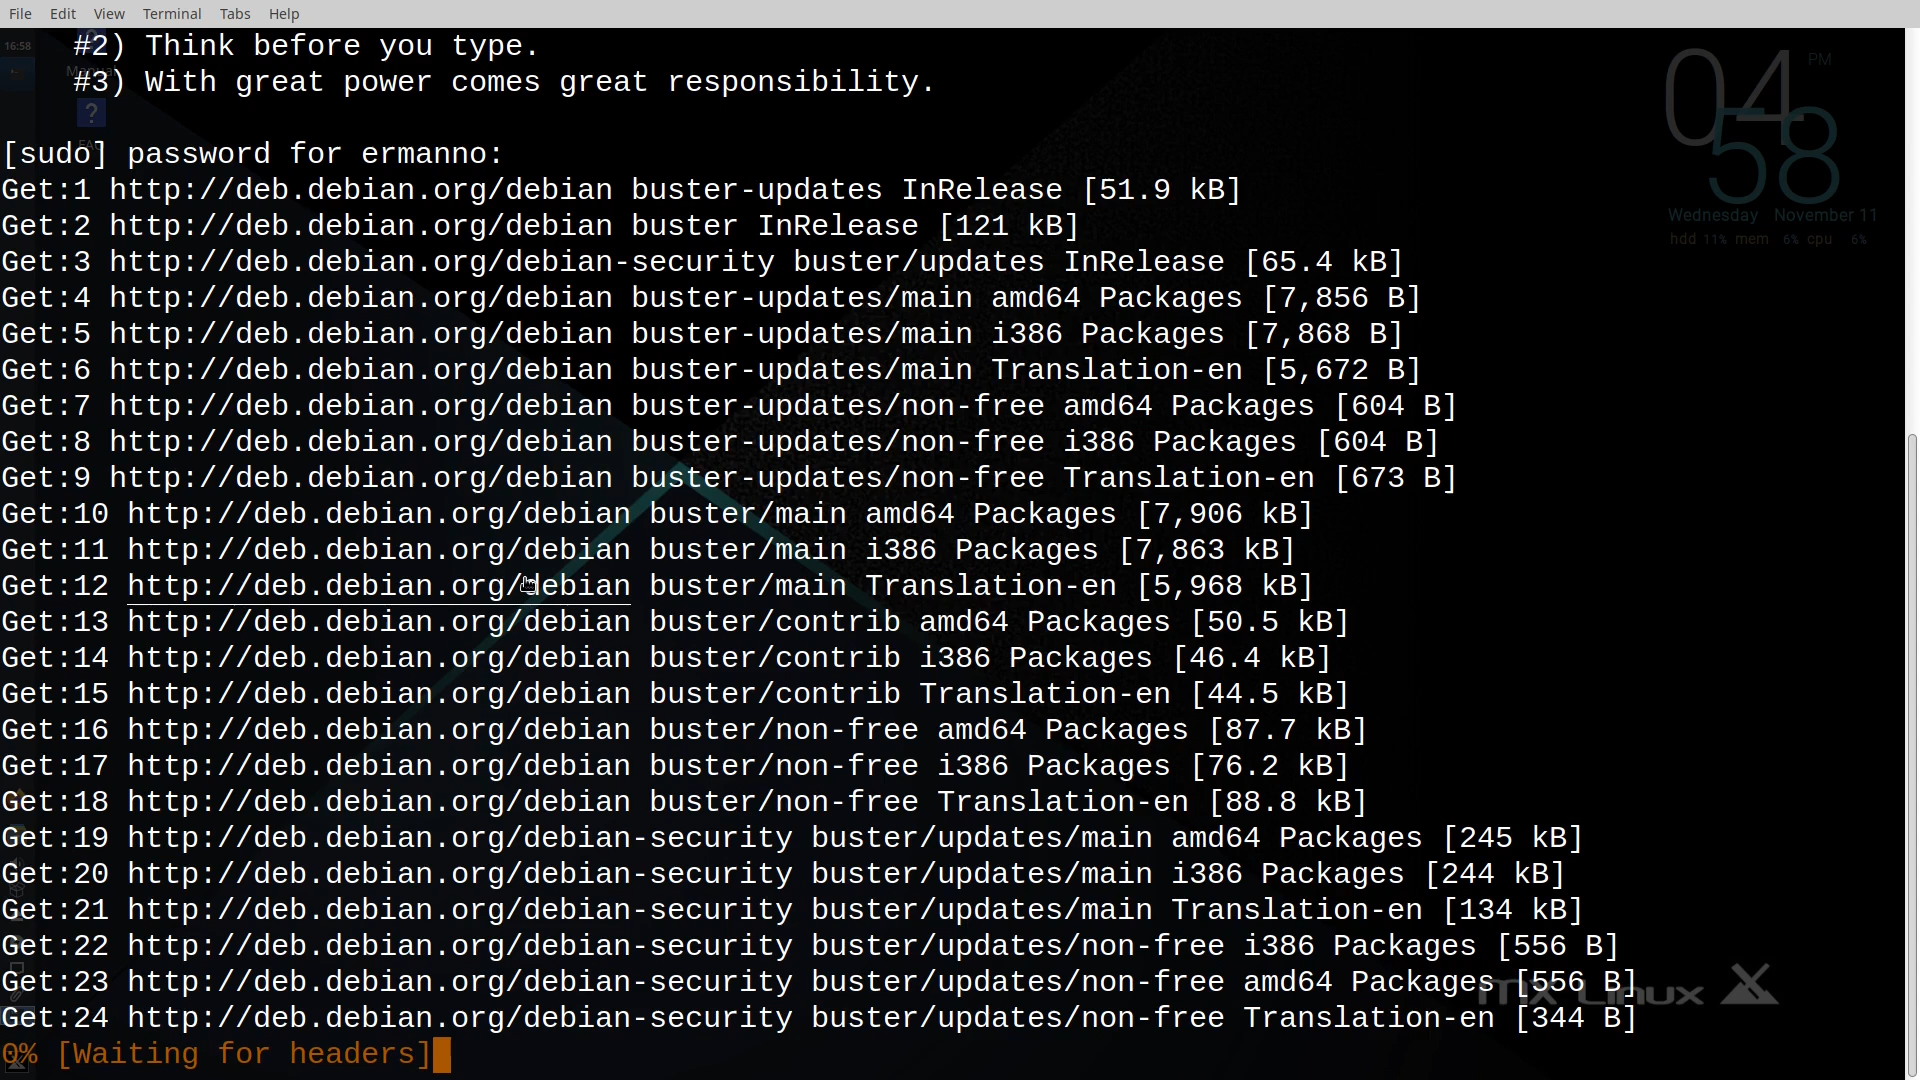 File Edit View Terminal Tabs Help
#2) Think before you type.
16:58
Manual
#3) With great power comes great responsibility.
04 PM
58
FAQ
[sudo] password for ermanno:
Get:1 http://deb.debian.org/debian buster-updates InRelease [51.9 kB]
Wednesday November 11
Get:2 http://deb.debian.org/debian buster InRelease [121 kB]
hdd 11% mem 6% cpu 6%
Get:3 http://deb.debian.org/debian-security buster/updates InRelease [65.4 kB]
Get:4 http://deb.debian.org/debian buster-updates/main amd64 Packages [7,856 B]
Get:5 http://deb.debian.org/debian buster-updates/main i386 Packages [7,868 B]
Get:6 http://deb.debian.org/debian buster-updates/main Translation-en [5,672 B]
Get:7 http://deb.debian.org/debian buster-updates/non-free amd64 Packages [604 B]
Get:8 http://deb.debian.org/debian buster-updates/non-free i386 Packages [604 B]
Get:9 http://deb.debian.org/debian buster-updates/non-free Translation-en [673 B]
Get:10 http://deb.debian.org/debian buster/main amd64 Packages [7,906 kB]
Get:11 http://deb.debian.org/debian buster/main i386 Packages [7,863 kB]
Get:12 http://deb.debian.org/debian buster/main Translation-en [5,968 kB]
Get:13 http://deb.debian.org/debian buster/contrib amd64 Packages [50.5 kB]
Get:14 http://deb.debian.org/debian buster/contrib i386 Packages [46.4 kB]
Get:15 http://deb.debian.org/debian buster/contrib Translation-en [44.5 kB]
Get:16 http://deb.debian.org/debian buster/non-free amd64 Packages [87.7 kB]
Get:17 http://deb.debian.org/debian buster/non-free i386 Packages [76.2 kB]
Get:18 http://deb.debian.org/debian buster/non-free Translation-en [88.8 kB]
Get:19 http://deb.debian.org/debian-security buster/updates/main amd64 Packages [245 kB]
Get:20 http://deb.debian.org/debian-security buster/updates/main i386 Packages [244 kB]
Get:21 http://deb.debian.org/debian-security buster/updates/main Translation-en [134 kB]
Get:22 http://deb.debian.org/debian-security buster/updates/non-free i386 Packages [556 B]
Get:23 http://deb.debian.org/debian-security buster/updates/non-free amd64 Packages [556 B]
mx Linux
Get:24 http://deb.debian.org/debian-security buster/updates/non-free Translation-en [344 B]
0% [Waiting for headers]